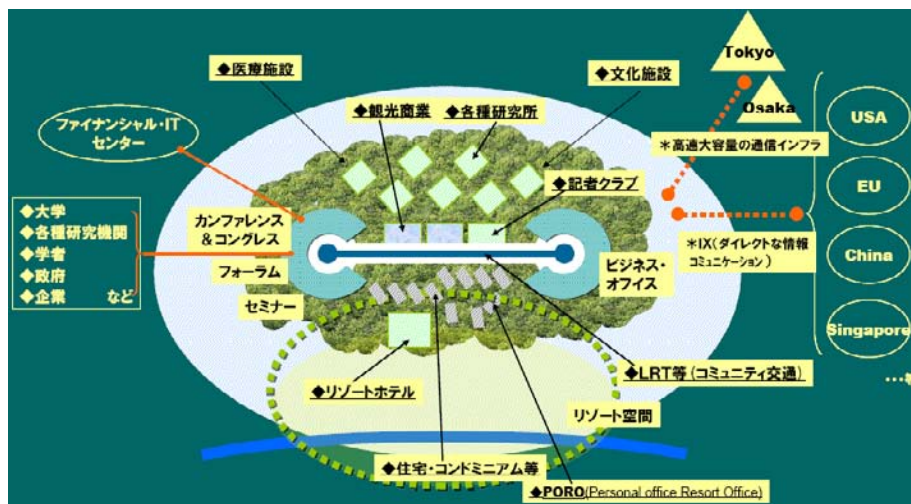 Tokyo
Osaka
◆医療施設
◆文化施設
◆観光商業
◆各種研究所
ファイナンシャル・IT
センター
USA
*高速大容量の通信インフラ
◆記者クラブ
EU
◆大学
◆各種研究機関
◆学者
◆政府
◆企業 など
カンファレンス
&コングレス
フォーラム
セミナー
ビジネス・
オフィス
*IX(ダイレクトな情報
コミュニケーション)
China
Singapore
◆リゾートホテル
◆LRT等(コミュニティ交通)
リゾート空間
◆住宅・コンドミニアム等
◆PORO(Personal office Resort Office)